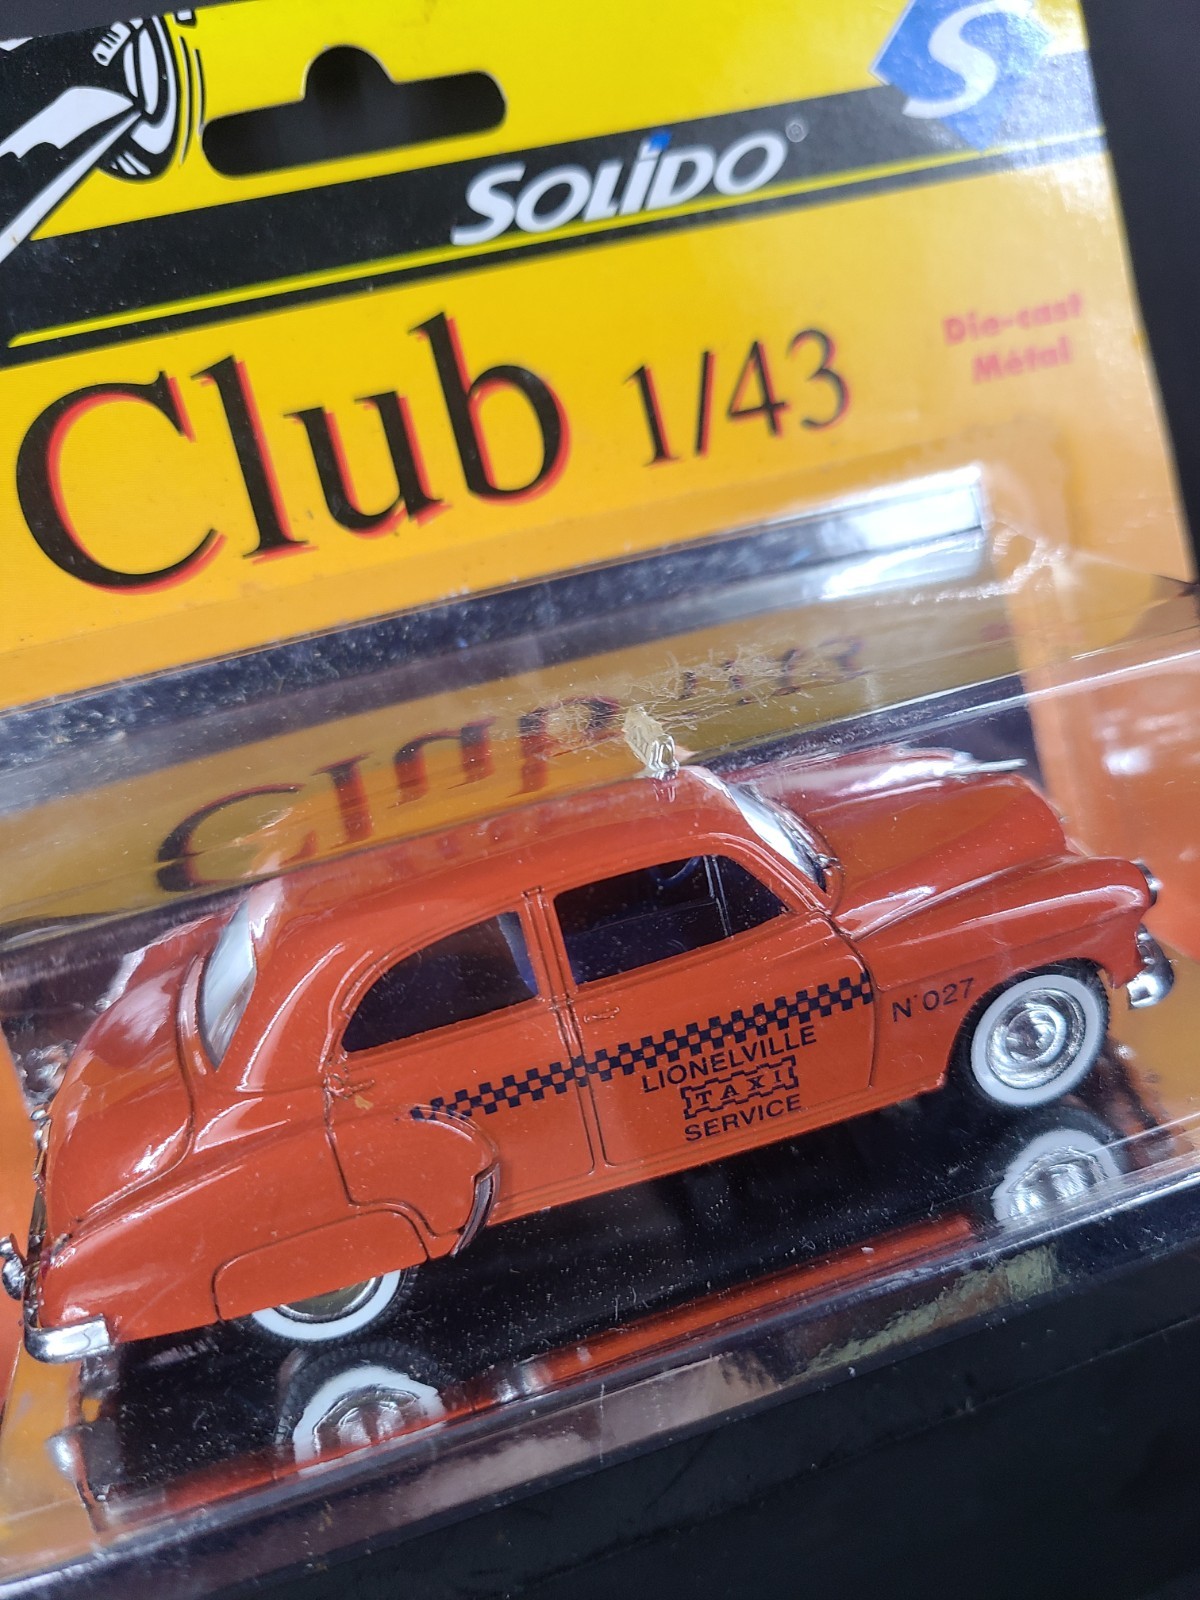 S
SOLiDO®
Club 1/43
Die-cast
Métal
N°027
LIONELVILLE
TAXI
SERVICE